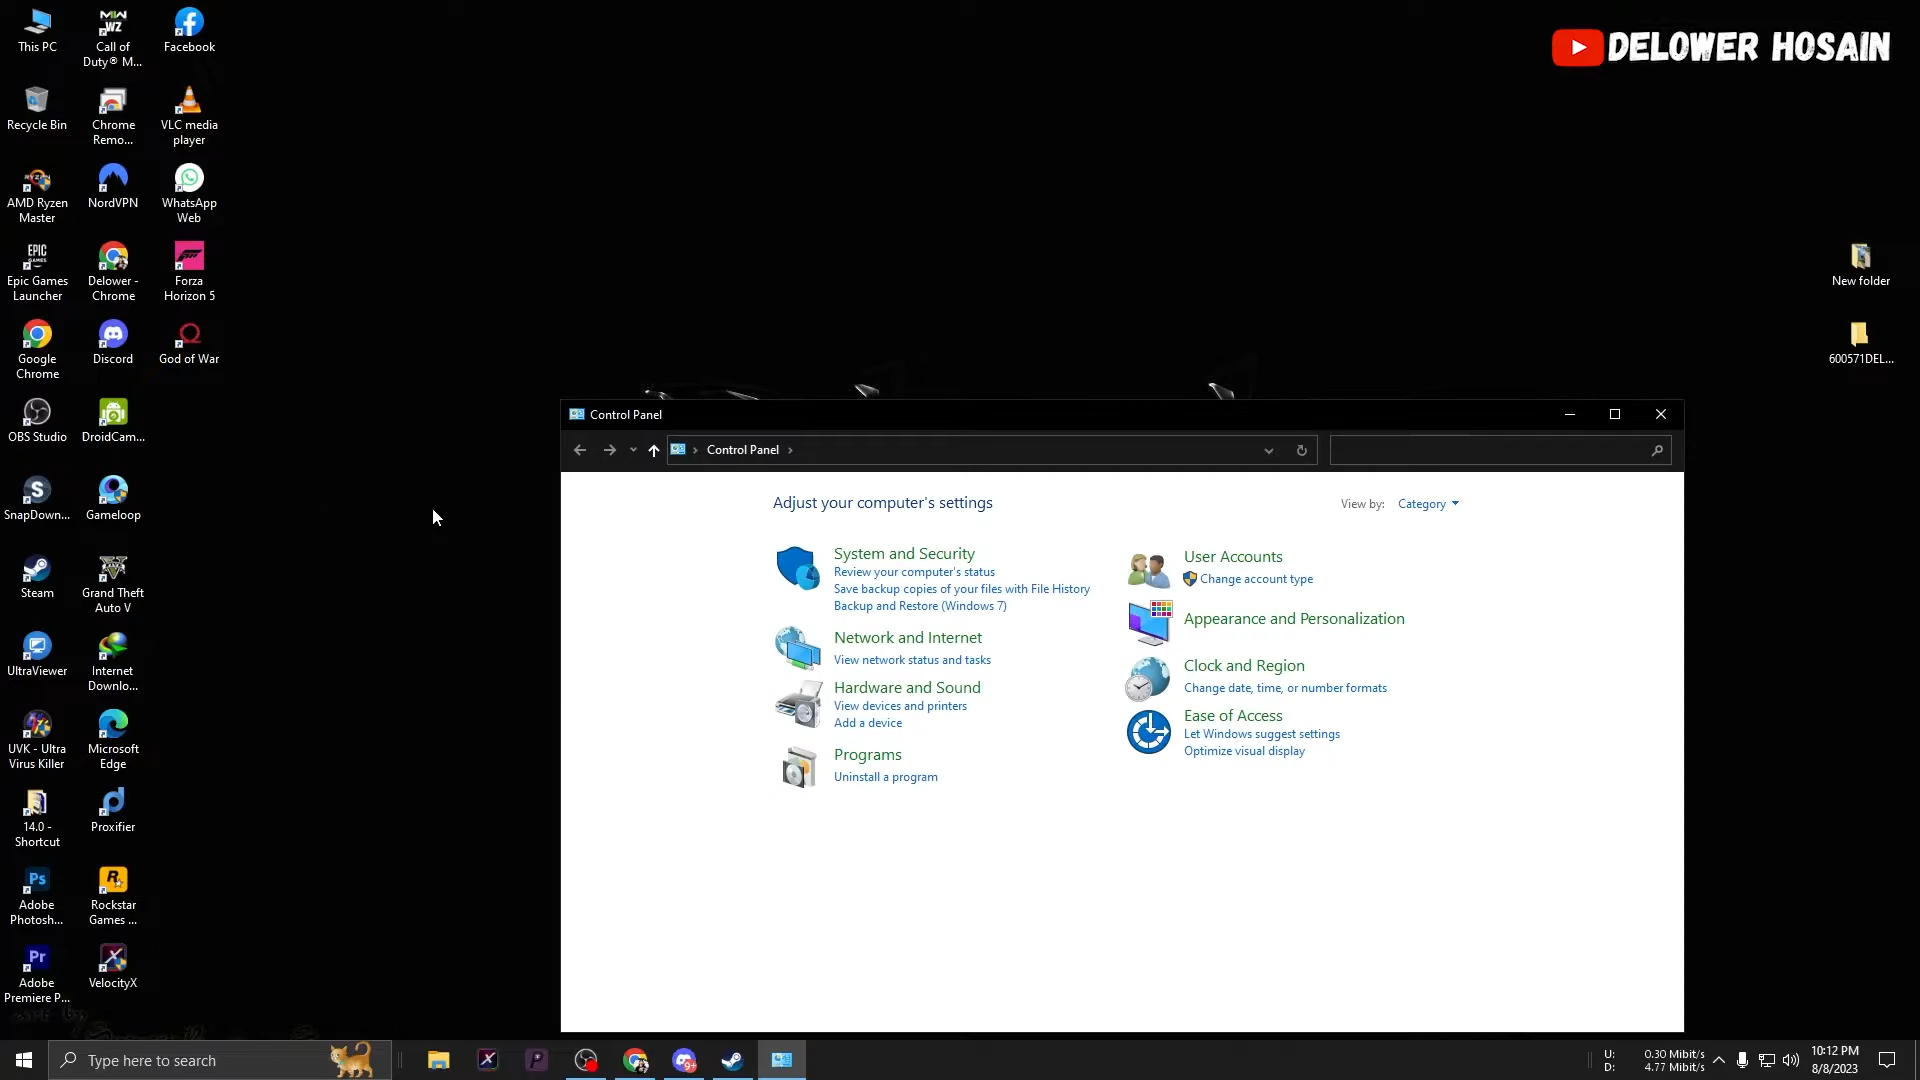 This PC
Call of
Duty® M...
Facebook
Recycle Bin
Chrome
Remo...
VLC media
player
AMD Ryzen
Master
NordVPN
WhatsApp
Web
Epic Games
Launcher
Delower -
Chrome
Forza
Horizon 5
Google
Chrome
Discord
God of War
OBS Studio
DroidCam...
SnapDown...
Gameloop
Steam
Grand Theft
Auto V
UltraViewer
Internet
Downlo...
UVK - Ultra
Virus Killer
Microsoft
Edge
14.0 -
Shortcut
Proxifier
Adobe
Photosh...
Rockstar
Games ...
Adobe
Premiere P...
VelocityX
DELOWER HOSAIN
New folder
600571DEL...
Control Panel
Control Panel
Adjust your computer's settings
View by: Category
System and Security
Review your computer's status
Save backup copies of your files with File History
Backup and Restore (Windows 7)
Network and Internet
View network status and tasks
Hardware and Sound
View devices and printers
Add a device
Programs
Uninstall a program
User Accounts
Change account type
Appearance and Personalization
Clock and Region
Change date, time, or number formats
Ease of Access
Let Windows suggest settings
Optimize visual display
Type here to search
9+
U: 0.30 Mibit/s
D: 4.77 Mibit/s
10:12 PM
8/8/2023